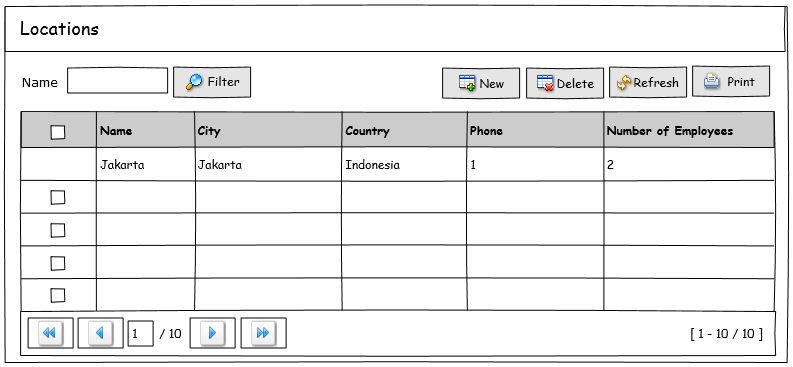 Locations
Name Filter New Delete Refresh Print
Name City Country Phone Number of Employees
Jakarta Jakarta Indonesia 1 2
1 / 10 [ 1 - 10 / 10 ]